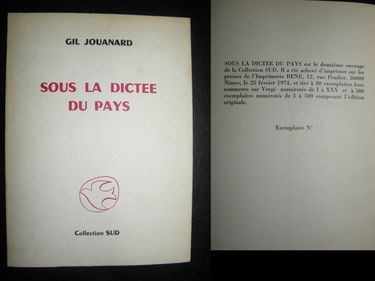 GIL JOUANARD
SOUS LA DICTEE
DU PAYS
Collection SUD
SOUS LA DICTEE DU PAYS est le deuxième ouvrage
de la Collection SUD. Il a été achevé d'imprimer sur les
presses de l'Imprimerie BENE, 12, rue Pradier, 30000
Nîmes, le 25 février 1974, tiré à 30 exemplaires hors
commerce sur Vergé numérotés de I à XXX et à 500
exemplaires numérotés de 1 à 500 composant l'édition
originale.
Exemplaire N°